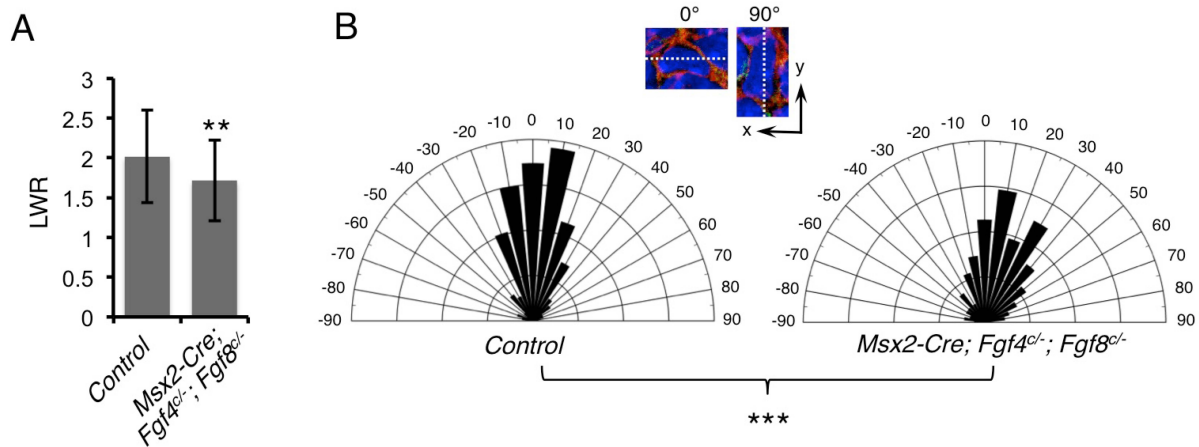 A
B
0° 90°
y
x
3
2.5
2
1.5
1
0.5
0
LWR
Control
Msx2-Cre;
Fgf4c/-; Fgf8c/-
-90 -80 -70 -60 -50 -40 -30 -20 -10 0 10 20 30 40 50 60 70 80 90
Control
-90 -80 -70 -60 -50 -40 -30 -20 -10 0 10 20 30 40 50 60 70 80 90
Msx2-Cre; Fgf4c/-; Fgf8c/-
**
***